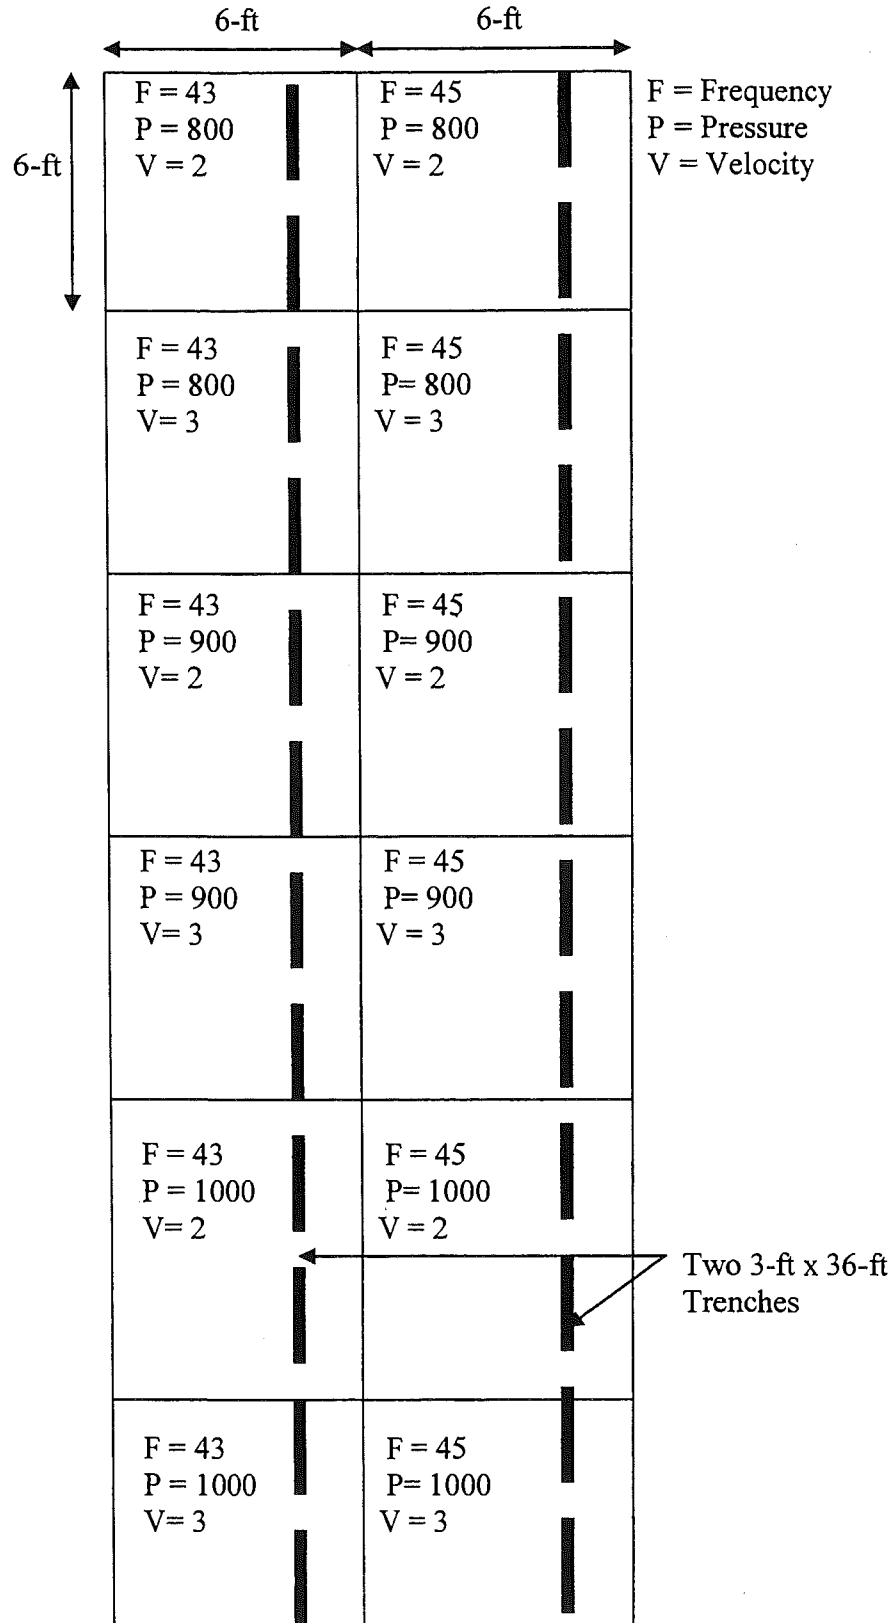 6-ft
6-ft
F = 43
P = 800
V = 2
F = 45
P = 800
V = 2
F = Frequency
P = Pressure
V = Velocity
6-ft
F = 43
P = 800
V= 3
F = 45
P= 800
V = 3
F = 43
P = 900
V= 2
F = 45
P= 900
V = 2
F = 43
P = 900
V= 3
F = 45
P= 900
V = 3
F = 43
P = 1000
V= 2
F = 45
P= 1000
V = 2
Two 3-ft x 36-ft
Trenches
F = 43
P = 1000
V= 3
F = 45
P= 1000
V = 3